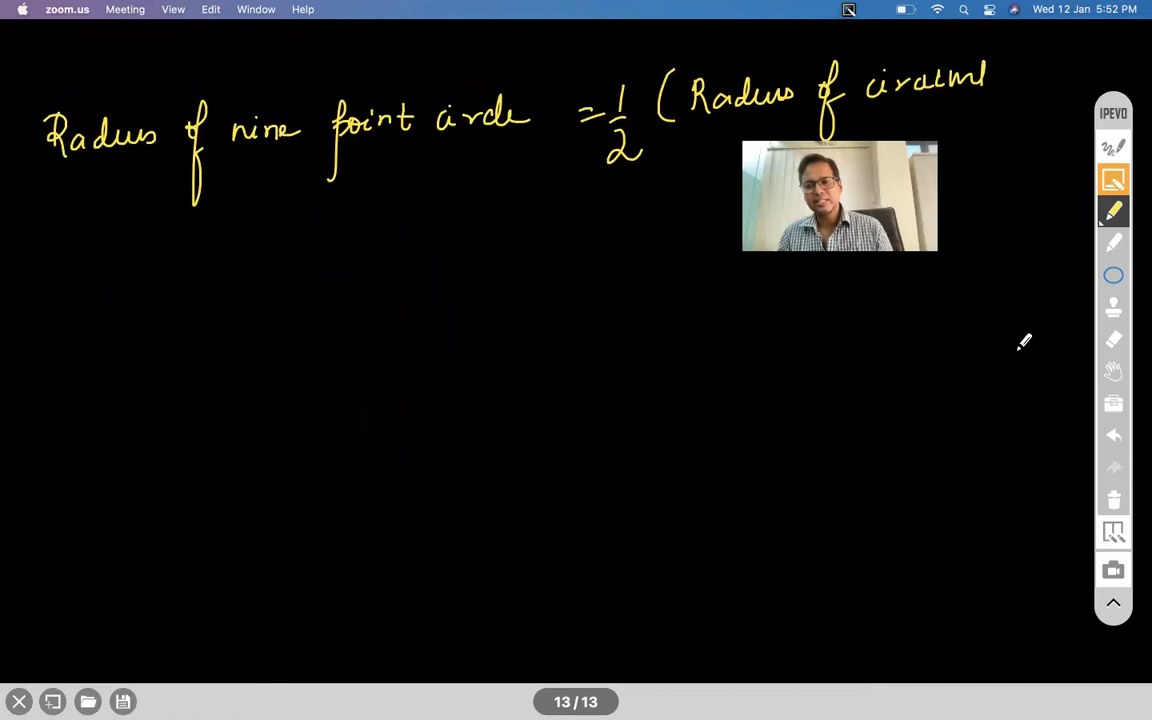 zoom.us Meeting View Edit Window Help Wed 12 Jan 5:52 PM
Radius of nine point circle = 1/2 (Radius of
IPEVO
13/13